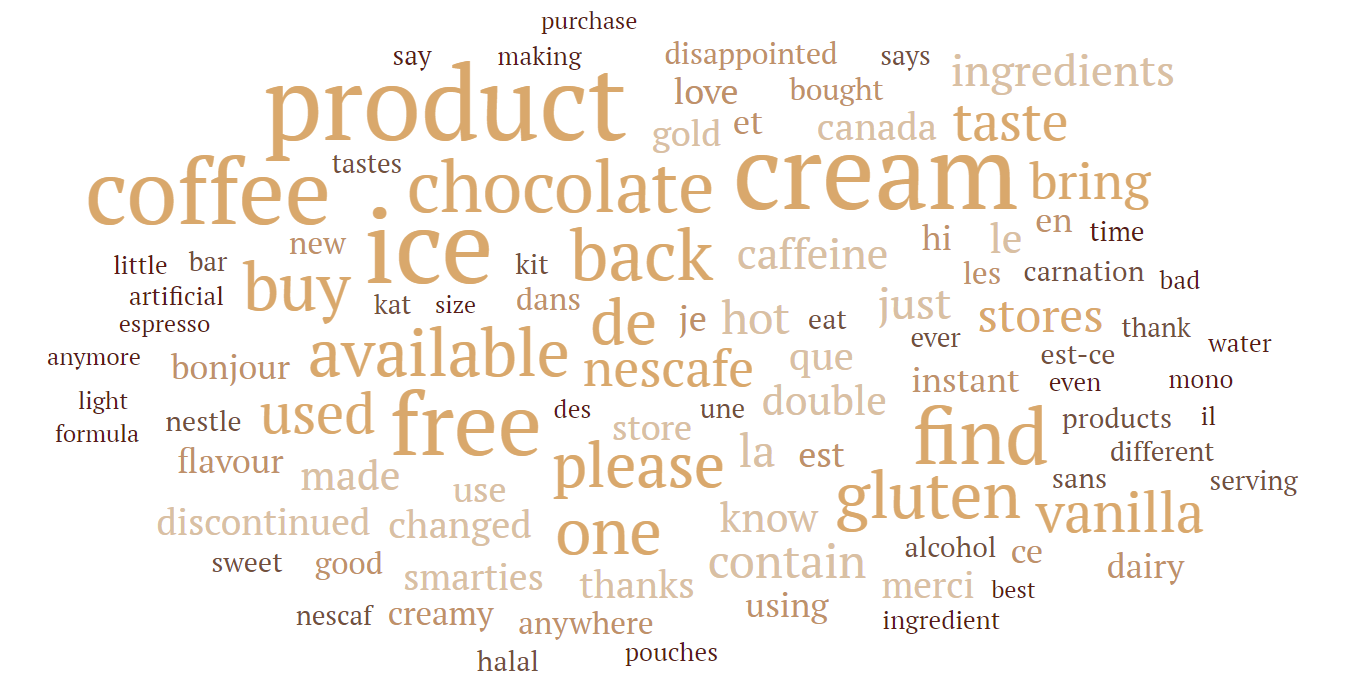 purchase
say making disappointed says ingredients
product love bought
gold et canada taste
tastes
coffee chocolate cream bring
new ice back caffeine hi le en time
little bar kit les carnation bad
artificial buy kat size dans just
espresso de je hot eat stores thank
anymore bonjour available nescafe que ever est-ce water
light instant even mono
formula nestle used free des store une double find products il
flavour please la est different
made use gluten sans serving
discontinued changed one know vanilla
sweet good contain alcohol ce dairy
smarties thanks merci best
nescaf creamy anywhere using ingredient
halal pouches